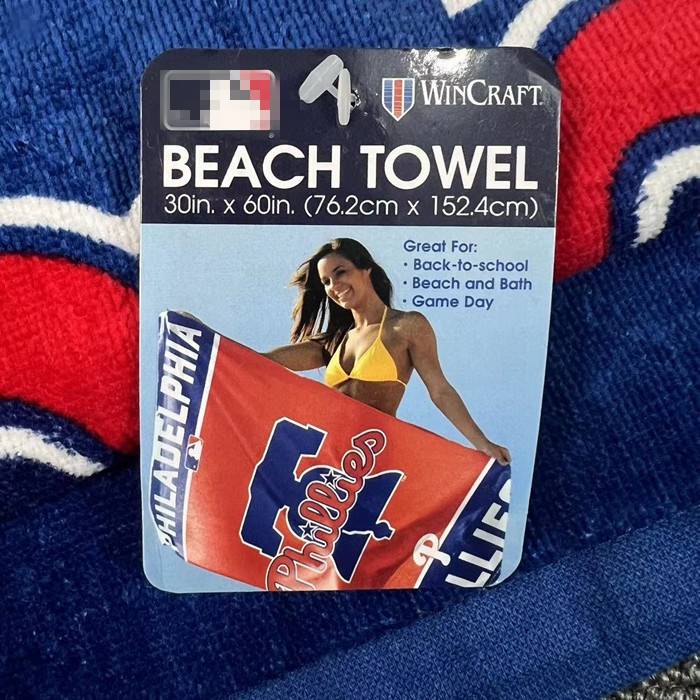 WINCRAFT
BEACH TOWEL
30in. x 60in. (76.2cm x 152.4cm)
Great For:
• Back-to-school
• Beach and Bath
• Game Day
PHILADELPHIA
Phillies
P
LLIES